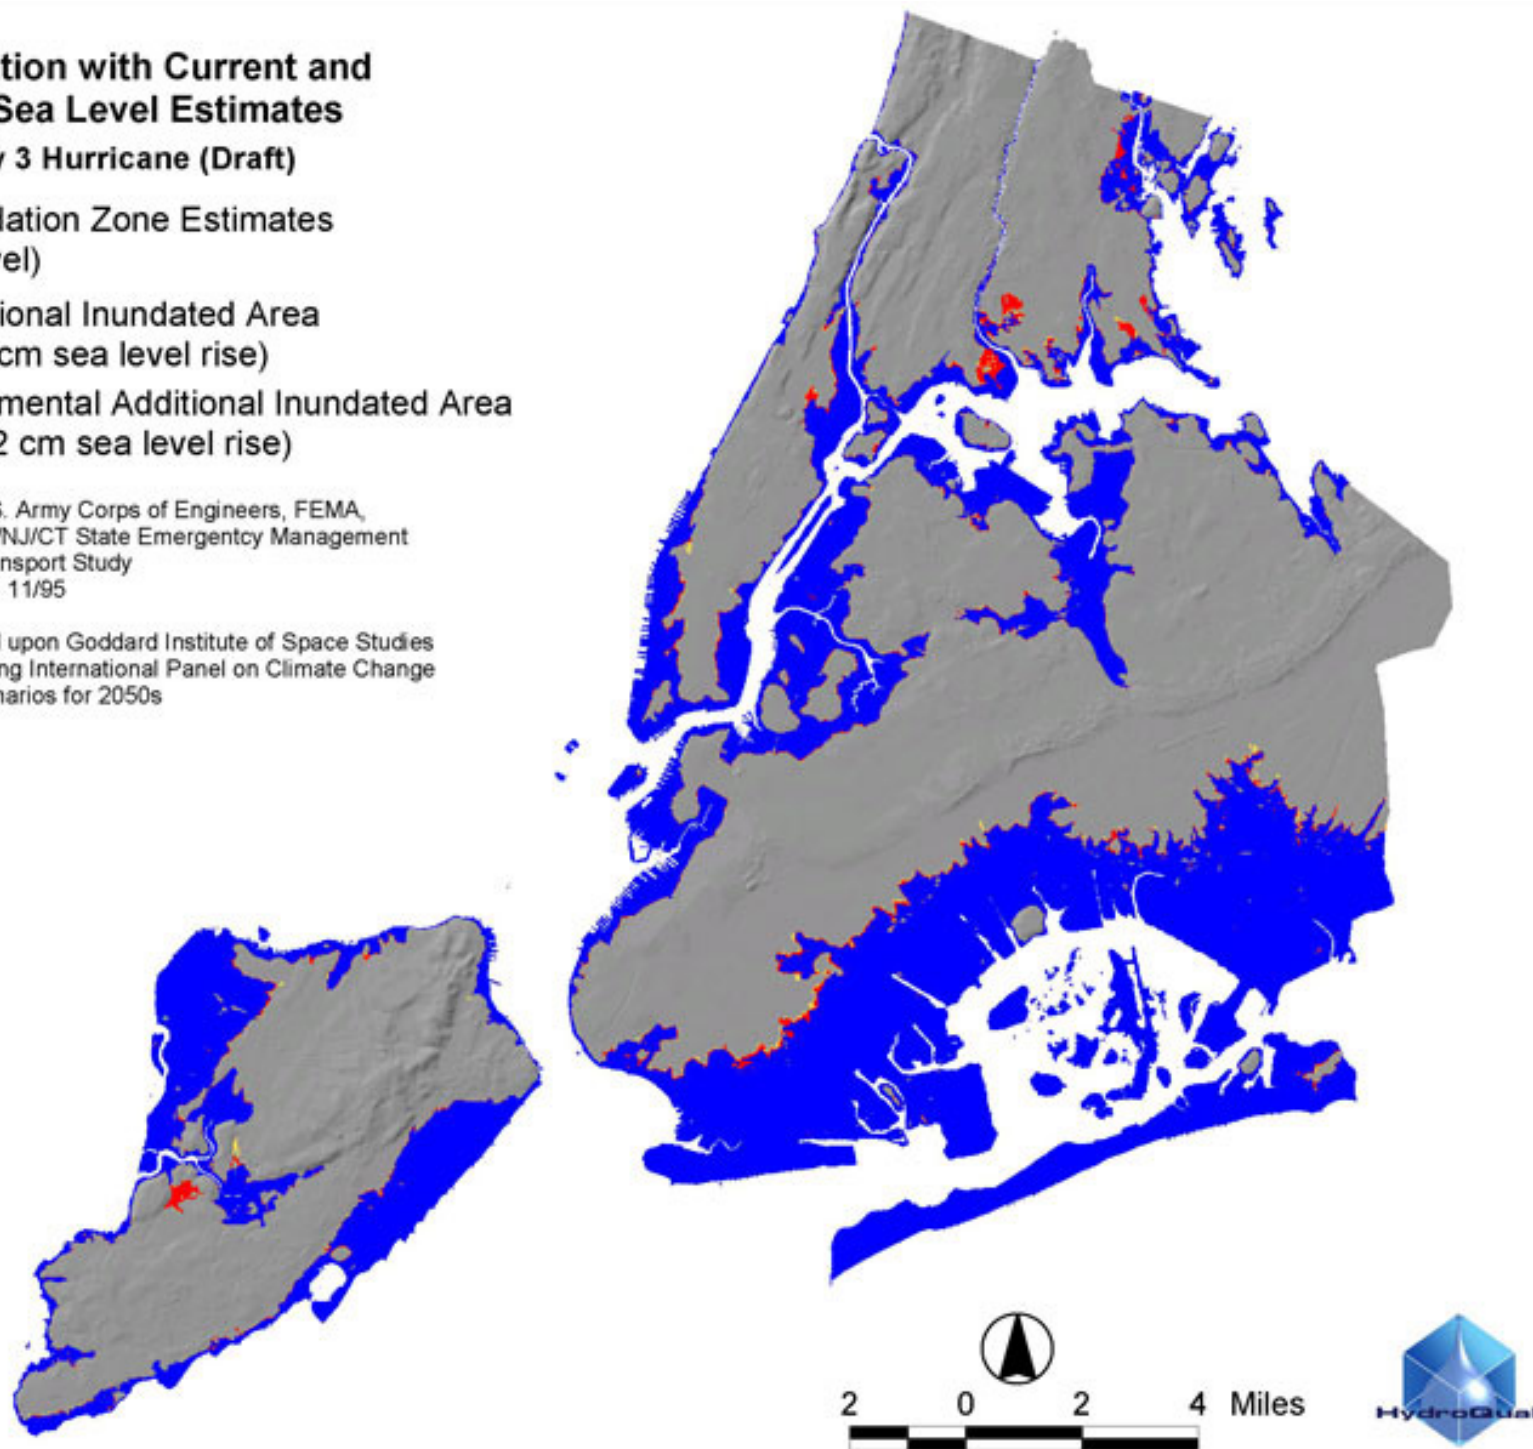 tion with Current and
Sea Level Estimates
y 3 Hurricane (Draft)
lation Zone Estimates
vel)
ional Inundated Area
cm sea level rise)
mental Additional Inundated Area
2 cm sea level rise)
S. Army Corps of Engineers, FEMA,
/NJ/CT State Emergentcy Management
nsport Study
11/95
d upon Goddard Institute of Space Studies
ng International Panel on Climate Change
narios for 2050s
2 0 2 4 Miles
HydroQual